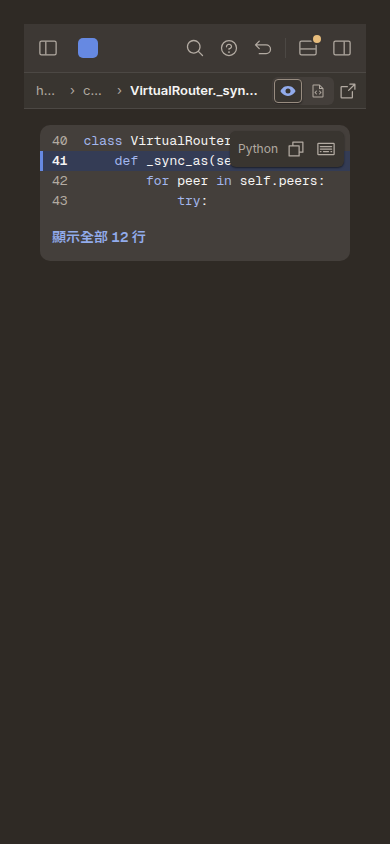 h... › c... › VirtualRouter._syn...
Python
40 class VirtualRouter
41 def _sync_as(se
42 for peer in self.peers:
43 try:
顯示全部 12 行